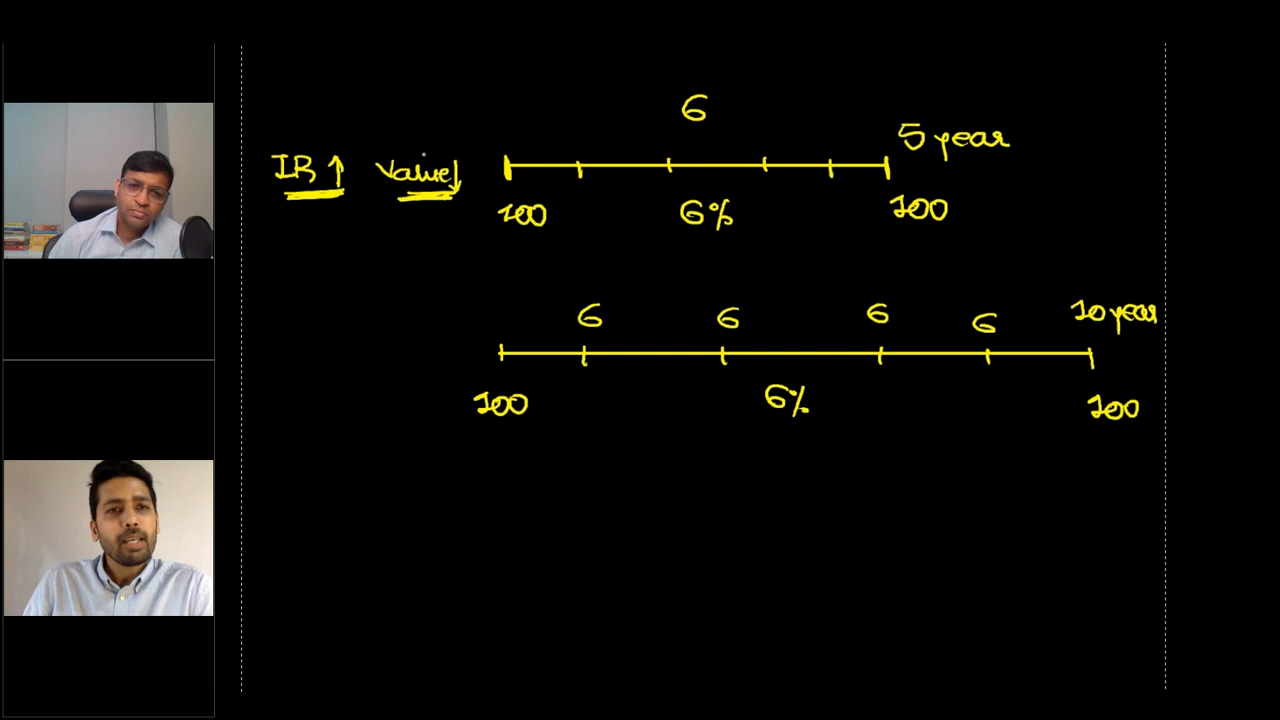 6
5 year
IR ↑ Value ↓
100 6% 100
6 6 6 6 10 year
100 6% 100